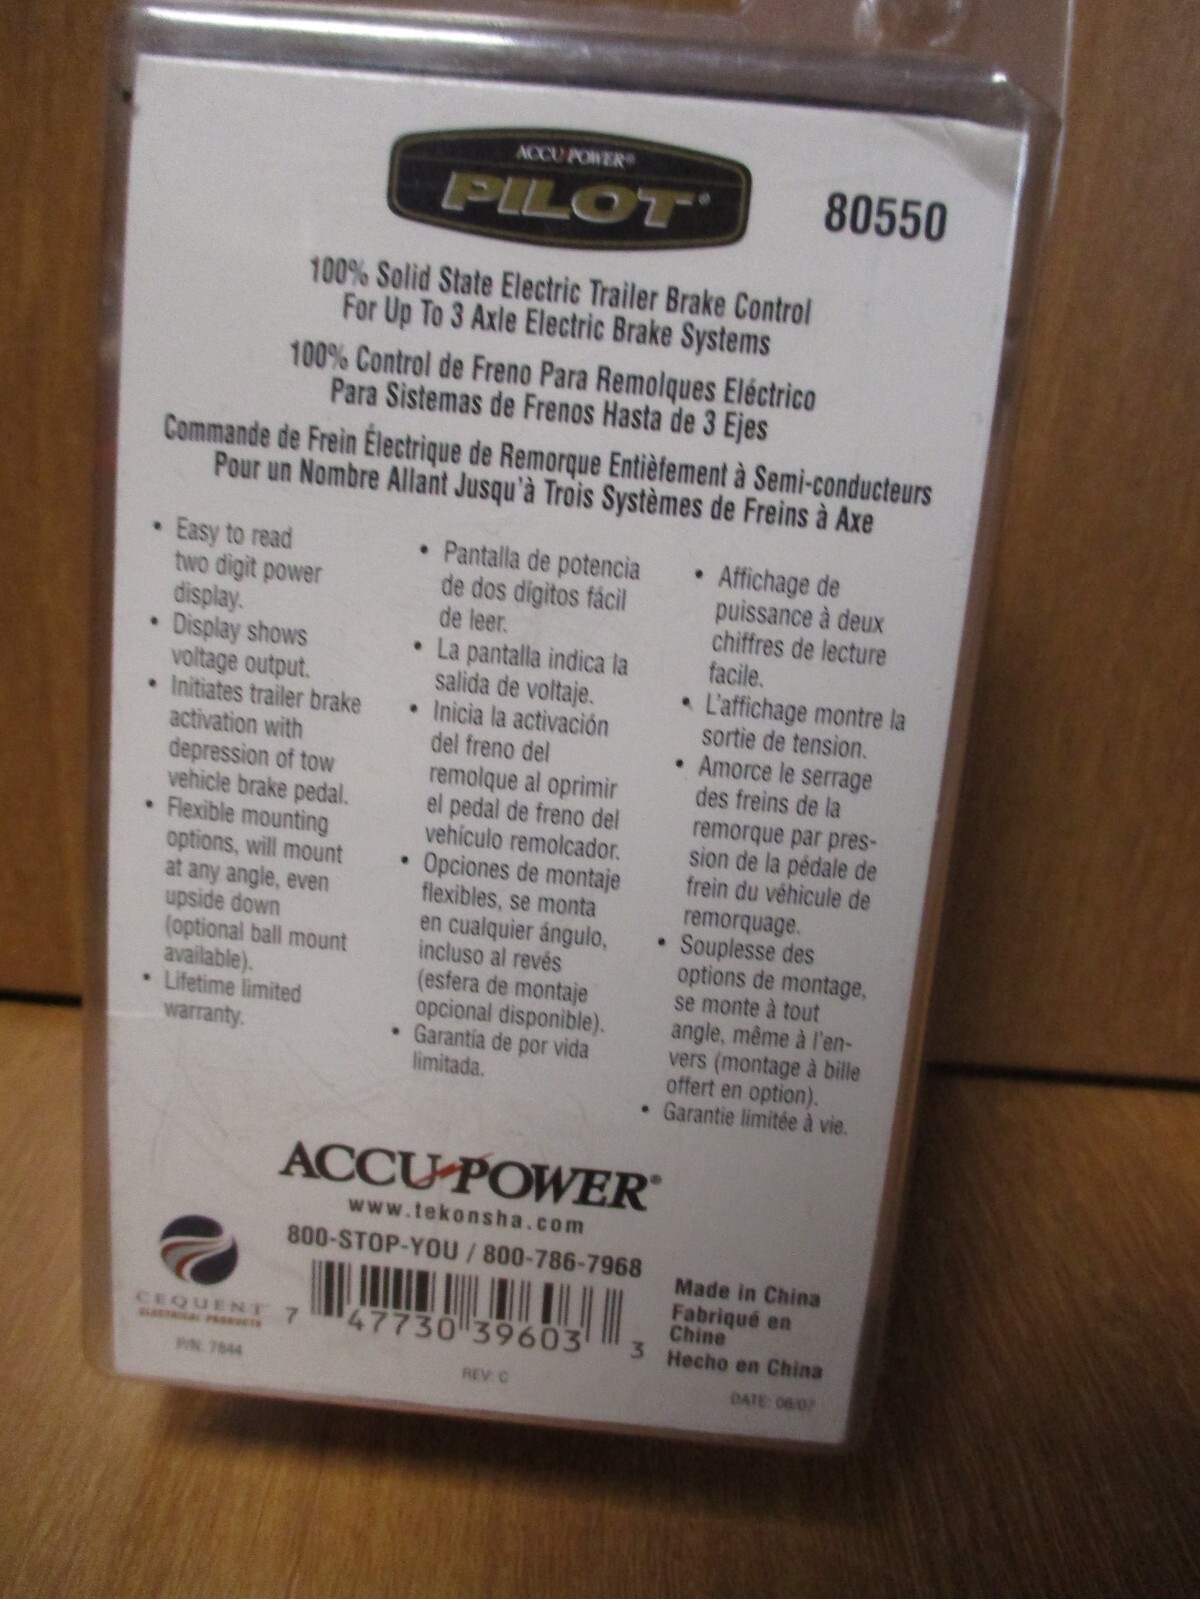 ACCU POWER®
PILOT®
80550
100% Solid State Electric Trailer Brake Control
For Up To 3 Axle Electric Brake Systems
100% Control de Freno Para Remolques Eléctrico
Para Sistemas de Frenos Hasta de 3 Ejes
Commande de Frein Électrique de Remorque Entièfement à Semi-conducteurs
Pour un Nombre Allant Jusqu'à Trois Systèmes de Freins à Axe
• Easy to read
two digit power
display.
• Display shows
voltage output.
• Initiates trailer brake
activation with
depression of tow
vehicle brake pedal.
• Flexible mounting
options, will mount
at any angle, even
upside down
(optional ball mount
available).
• Lifetime limited
warranty.
• Pantalla de potencia
de dos dígitos fácil
de leer.
• La pantalla indica la
salida de voltaje.
• Inicia la activación
del freno del
remolque al oprimir
el pedal de freno del
vehículo remolcador.
• Opciones de montaje
flexibles, se monta
en cualquier ángulo,
incluso al revés
(esfera de montaje
opcional disponible).
• Garantía de por vida
limitada.
• Affichage de
puissance à deux
chiffres de lecture
facile.
• L'affichage montre la
sortie de tension.
• Amorce le serrage
des freins de la
remorque par pres-
sion de la pédale de
frein du véhicule de
remorquage.
• Souplesse des
options de montage,
se monte à tout
angle, même à l'en-
vers (montage à bille
offert en option).
• Garantie limitée à vie.
ACCU POWER®
www.tekonsha.com
800-STOP-YOU / 800-786-7968
CEQUENT
ELECTRICAL PRODUCTS
P/N: 7844
7 47730 39603 3
REV: C
Made in China
Fabriqué en
Chine
Hecho en China
DATE: 06/07